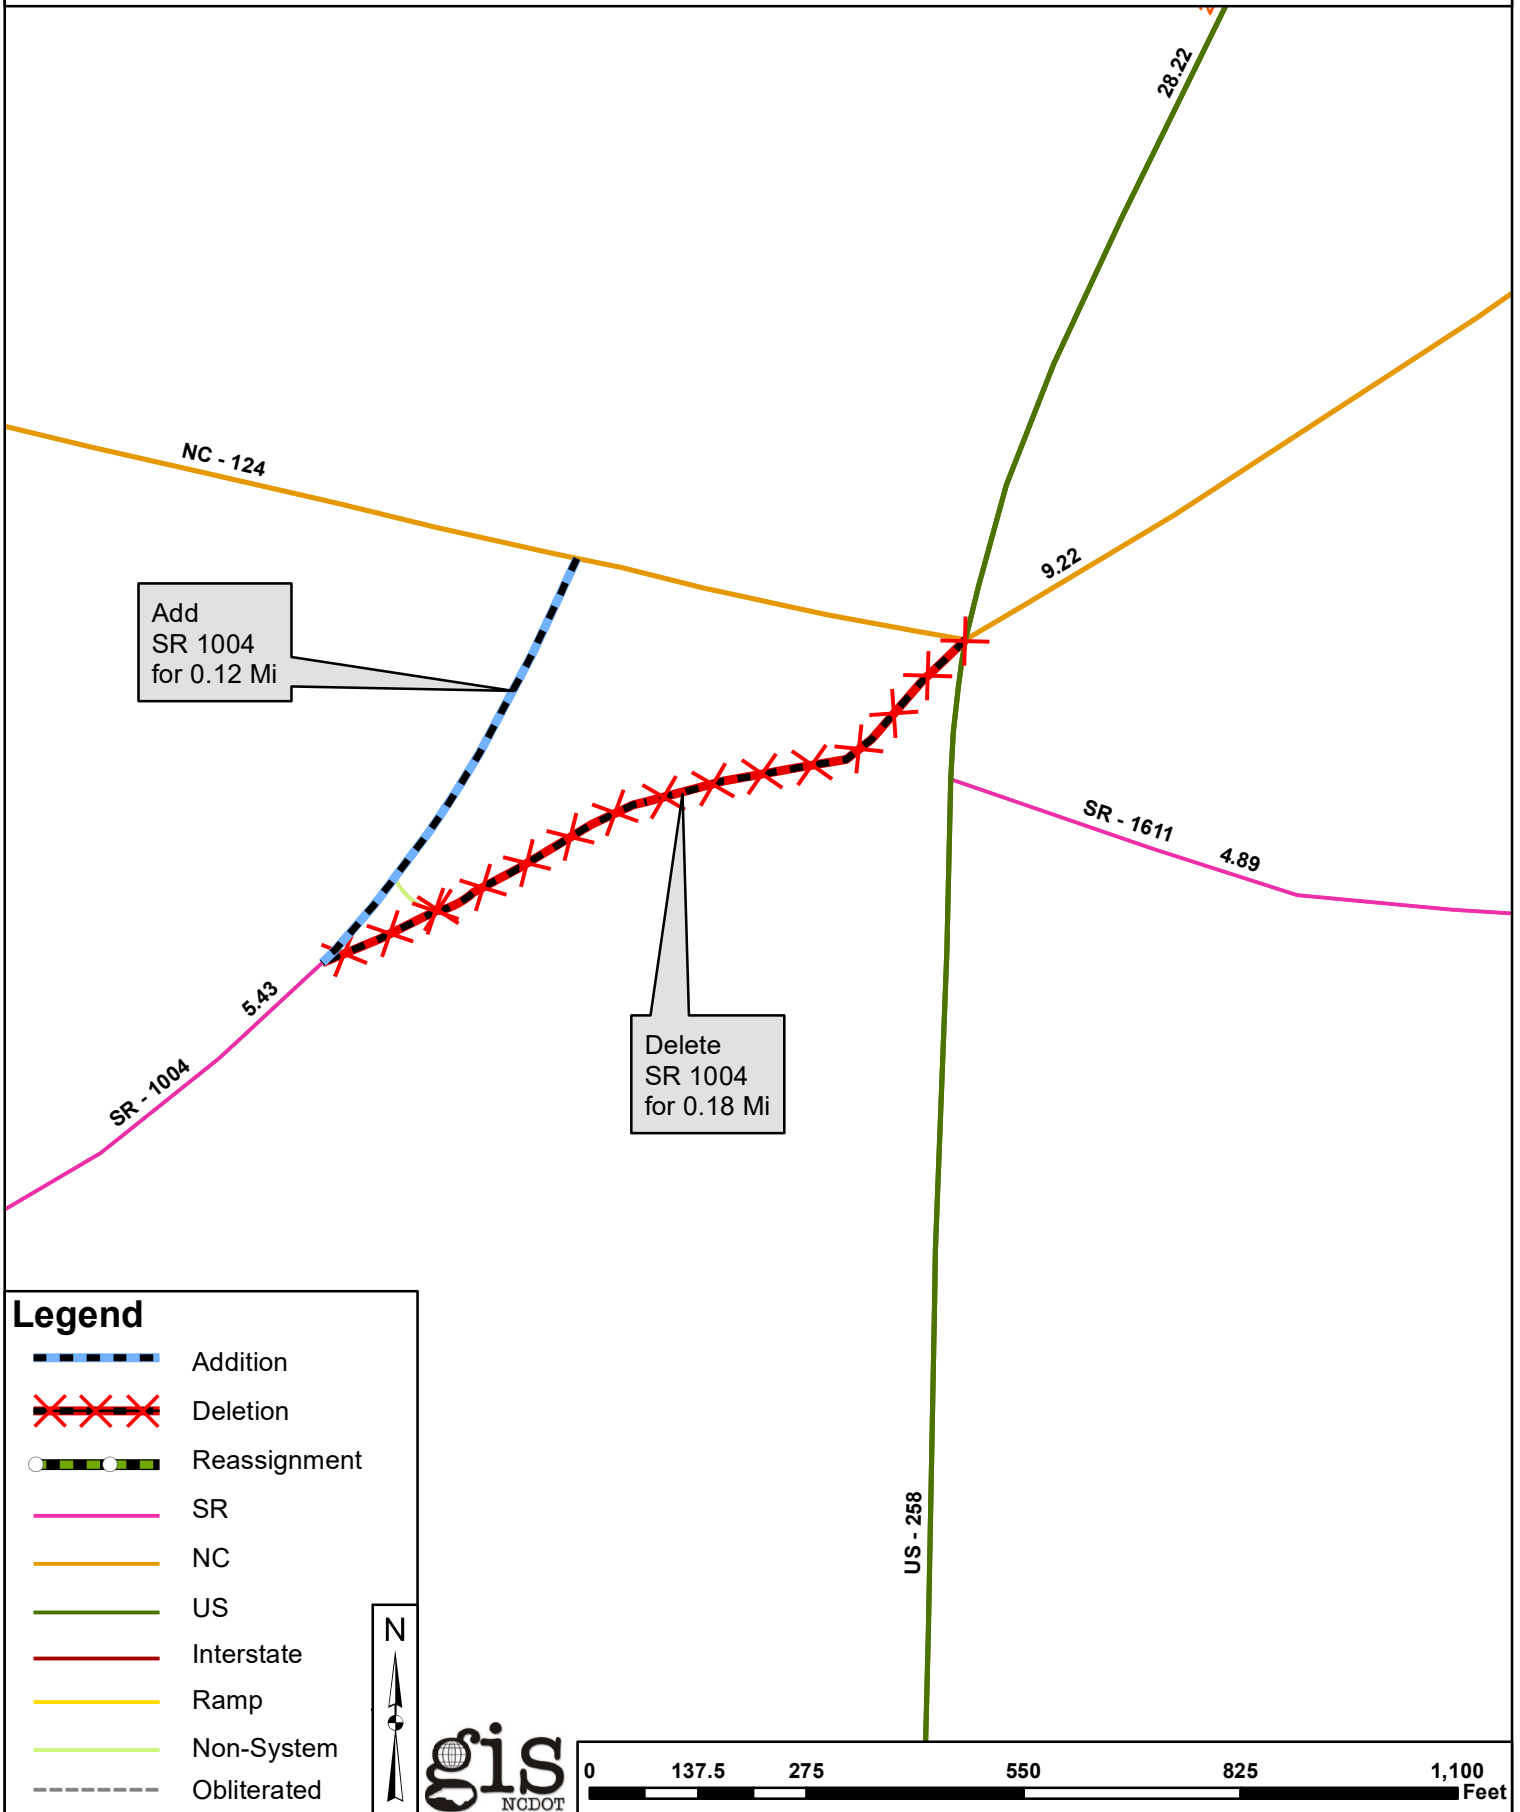 28.22
NC - 124
9.22
Add
SR 1004
for 0.12 Mi
SR - 1611
4.89
5.43
SR - 1004
Delete
SR 1004
for 0.18 Mi
US - 258
Legend
Addition
Deletion
Reassignment
SR
NC
US
Interstate
Ramp
Non-System
Obliterated
N
gis
NCDOT
0 137.5 275 550 825 1,100
Feet